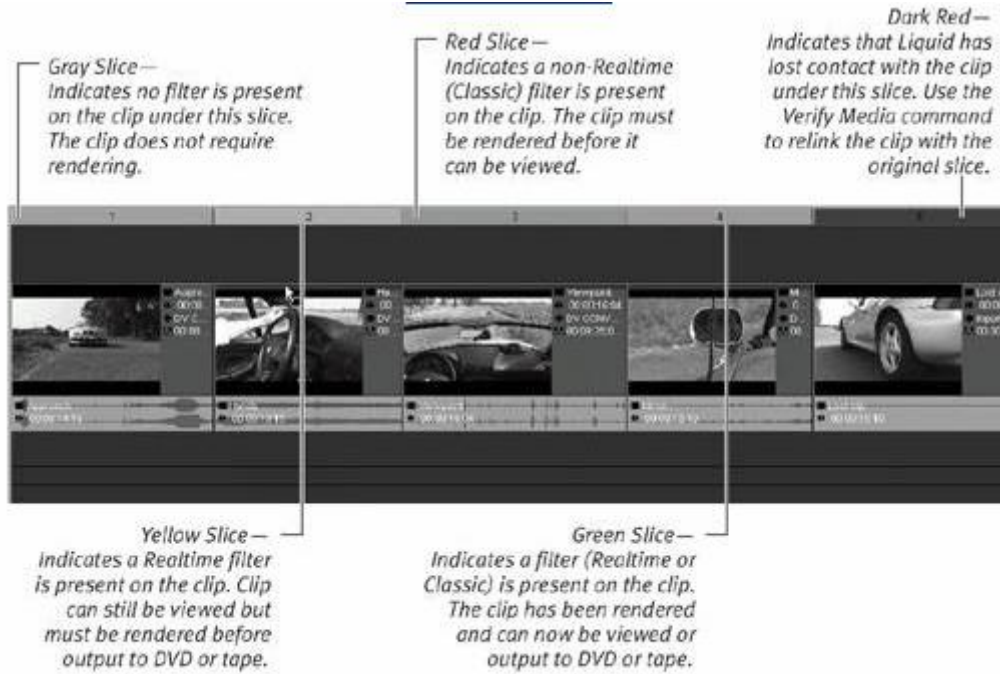 Gray Slice—
Indicates no filter is present
on the clip under this slice.
The clip does not require
rendering.
Red Slice—
Indicates a non-Realtime
(Classic) filter is present
on the clip. The clip must
be rendered before it
can be viewed.
Dark Red—
Indicates that Liquid has
lost contact with the clip
under this slice. Use the
Verify Media command
to relink the clip with the
original slice.
1
2
3
4
Viewpoint
Yellow Slice—
Indicates a Realtime filter
is present on the clip. Clip
can still be viewed but
must be rendered before
output to DVD or tape.
Green Slice—
Indicates a filter (Realtime or
Classic) is present on the clip.
The clip has been rendered
and can now be viewed or
output to DVD or tape.